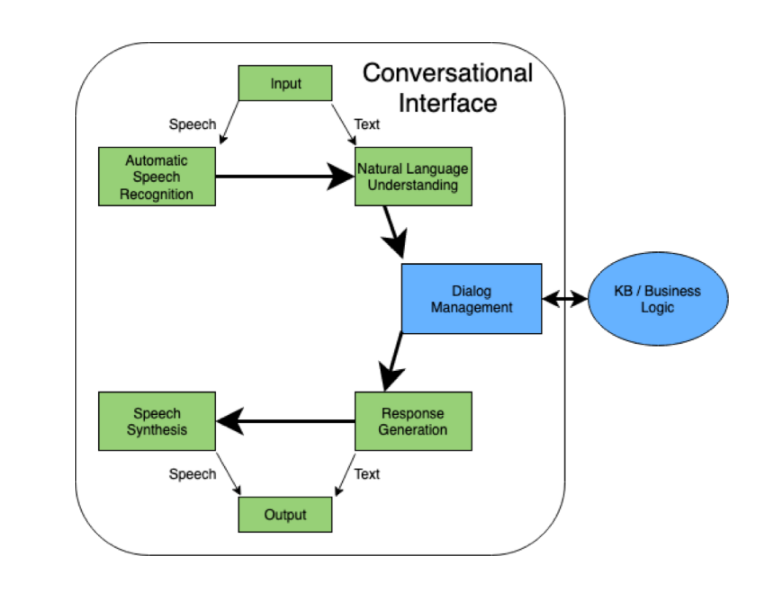 Conversational
Interface
Input
Speech
Text
Automatic
Speech
Recognition
Natural Language
Understanding
Dialog
Management
KB / Business
Logic
Speech
Synthesis
Response
Generation
Speech
Text
Output